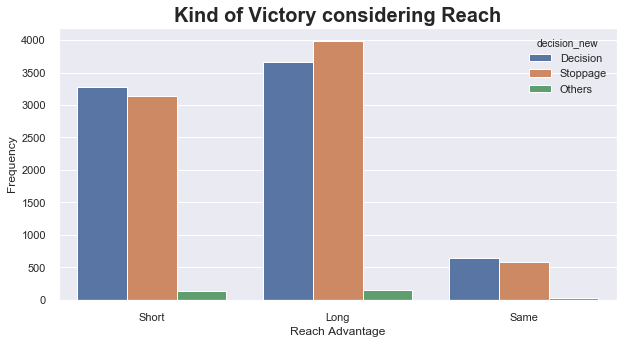 Kind of Victory considering Reach
decision_new
Decision
Stoppage
Others
Frequency
4000
3500
3000
2500
2000
1500
1000
500
0
Short
Long
Same
Reach Advantage